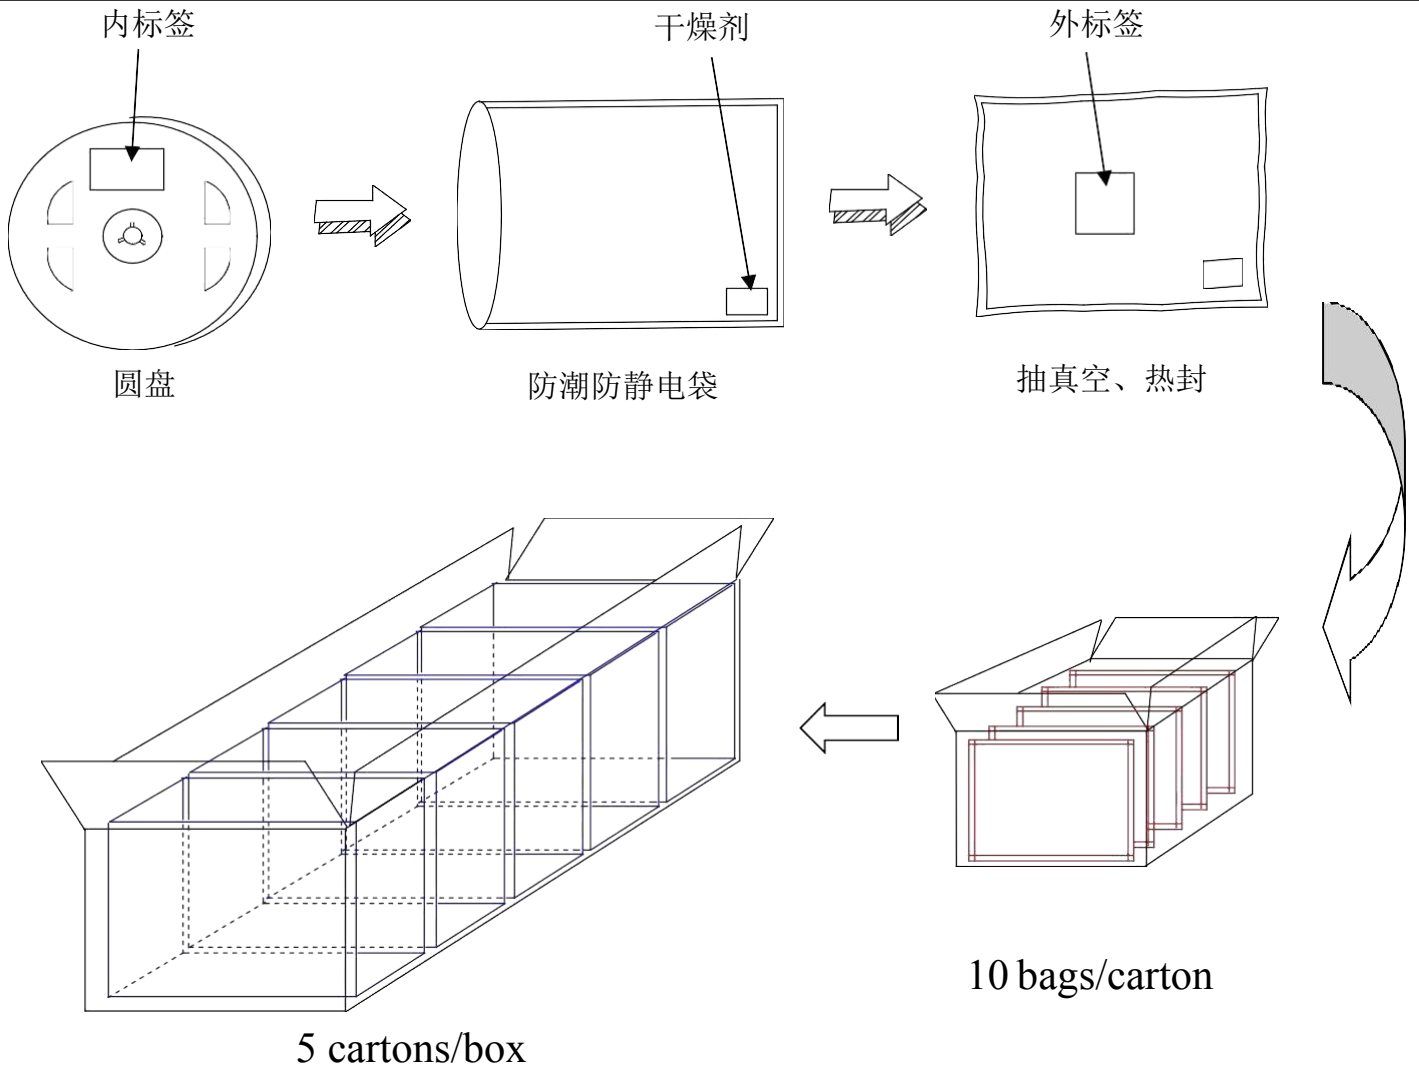 内标签
干燥剂
外标签
圆盘
防潮防静电袋
抽真空、热封
10 bags/carton
5 cartons/box